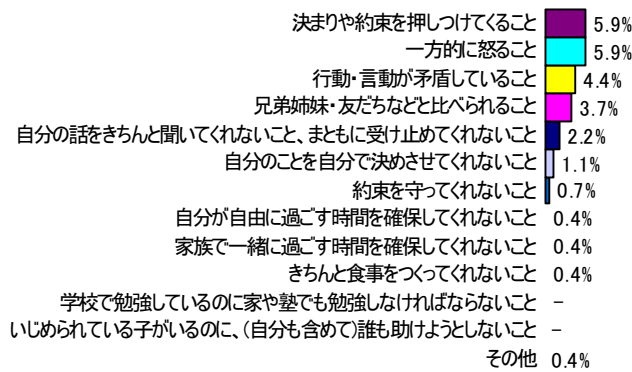 決まりや約束を押しつけてくること 5.9%
一方的に怒ること 5.9%
行動・言動が矛盾していること 4.4%
兄弟姉妹・友だちなどと比べられること 3.7%
自分の話をきちんと聞いてくれないこと、まともに受け止めてくれないこと 2.2%
自分のことを自分で決めさせてくれないこと 1.1%
約束を守ってくれないこと 0.7%
自分が自由に過ごす時間を確保してくれないこと 0.4%
家族で一緒に過ごす時間を確保してくれないこと 0.4%
きちんと食事をつくってくれないこと 0.4%
学校で勉強しているのに家や塾でも勉強しなければならないこと －
いじめられている子がいるのに、(自分も含めて)誰も助けようとしないこと －
その他 0.4%